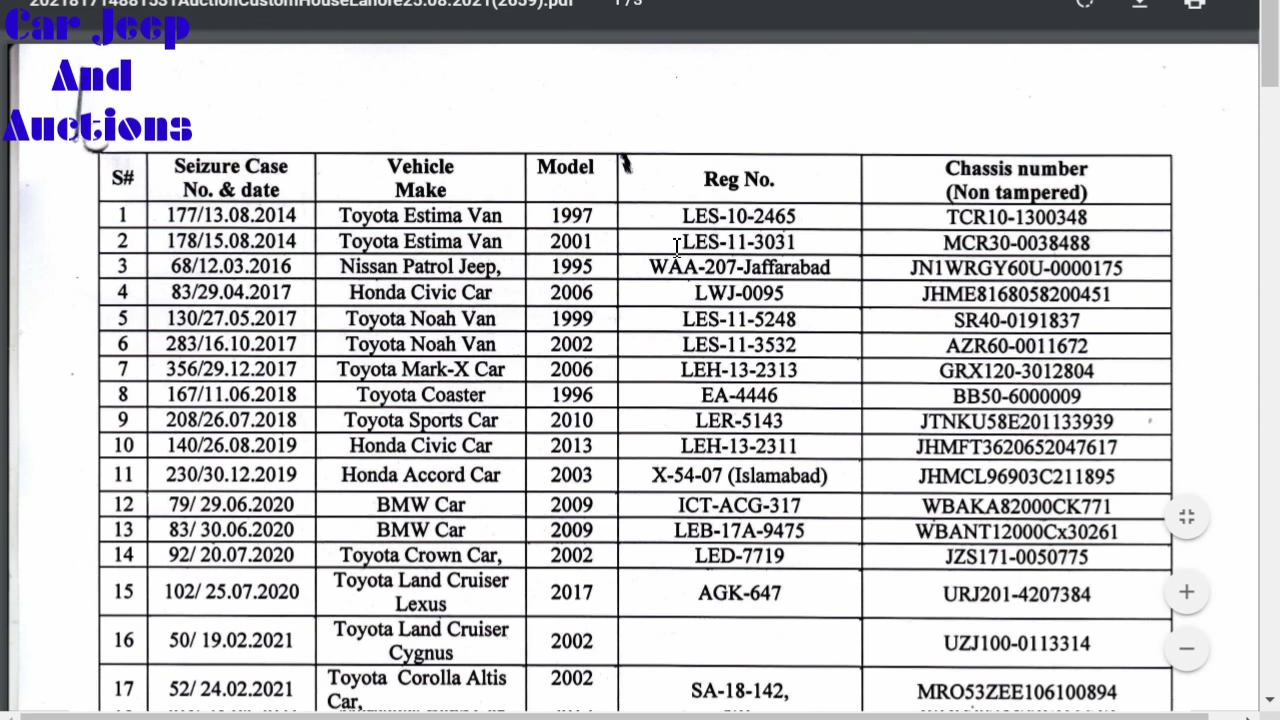 20218171488153TAuctionCustomHouseLahore25.08.2021(2659).pdf 1 / 3
Car Jeep
And
Auctions
S# Seizure Case No. & date Vehicle Make Model Reg No. Chassis number (Non tampered)
1 177/13.08.2014 Toyota Estima Van 1997 LES-10-2465 TCR10-1300348
2 178/15.08.2014 Toyota Estima Van 2001 LES-11-3031 MCR30-0038488
3 68/12.03.2016 Nissan Patrol Jeep, 1995 WAA-207-Jaffarabad JN1WRGY60U-0000175
4 83/29.04.2017 Honda Civic Car 2006 LWJ-0095 JHME8168058200451
5 130/27.05.2017 Toyota Noah Van 1999 LES-11-5248 SR40-0191837
6 283/16.10.2017 Toyota Noah Van 2002 LES-11-3532 AZR60-0011672
7 356/29.12.2017 Toyota Mark-X Car 2006 LEH-13-2313 GRX120-3012804
8 167/11.06.2018 Toyota Coaster 1996 EA-4446 BB50-6000009
9 208/26.07.2018 Toyota Sports Car 2010 LER-5143 JTNKU58E201133939
10 140/26.08.2019 Honda Civic Car 2013 LEH-13-2311 JHMFT3620652047617
11 230/30.12.2019 Honda Accord Car 2003 X-54-07 (Islamabad) JHMCL96903C211895
12 79/ 29.06.2020 BMW Car 2009 ICT-ACG-317 WBAKA82000CK771
13 83/ 30.06.2020 BMW Car 2009 LEB-17A-9475 WBANT12000Cx30261
14 92/ 20.07.2020 Toyota Crown Car, 2002 LED-7719 JZS171-0050775
15 102/ 25.07.2020 Toyota Land Cruiser Lexus 2017 AGK-647 URJ201-4207384
16 50/ 19.02.2021 Toyota Land Cruiser Cygnus 2002 UZJ100-0113314
17 52/ 24.02.2021 Toyota Corolla Altis Car, 2002 SA-18-142, MRO53ZEE106100894